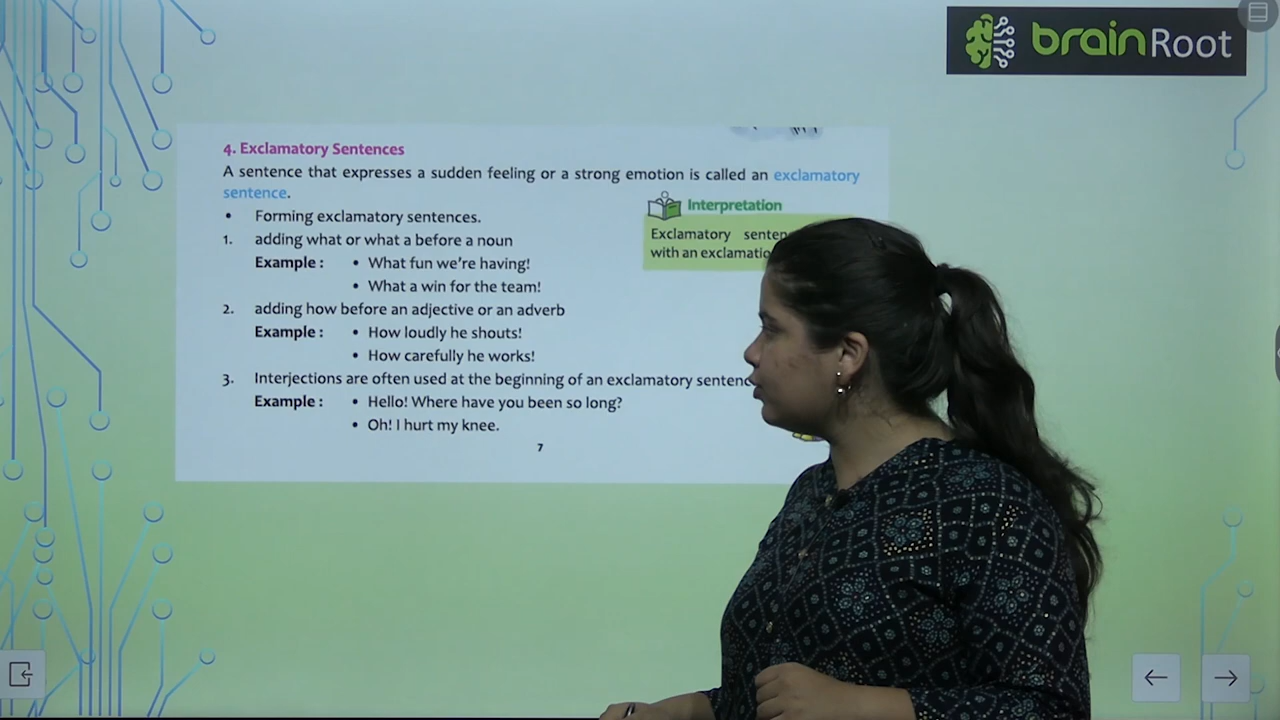 brainRoot
4. Exclamatory Sentences
A sentence that expresses a sudden feeling or a strong emotion is called an exclamatory
sentence.
• Forming exclamatory sentences.
Interpretation
Exclamatory
with an
1. adding what or what a before a noun
Example : • What fun we're having!
• What a win for the team!
2. adding how before an adjective or an adverb
Example : • How loudly he shouts!
• How carefully he works!
3. Interjections are often used at the beginning of an exclamatory
Example : • Hello! Where have you been so long?
• Oh! I hurt my knee.
7